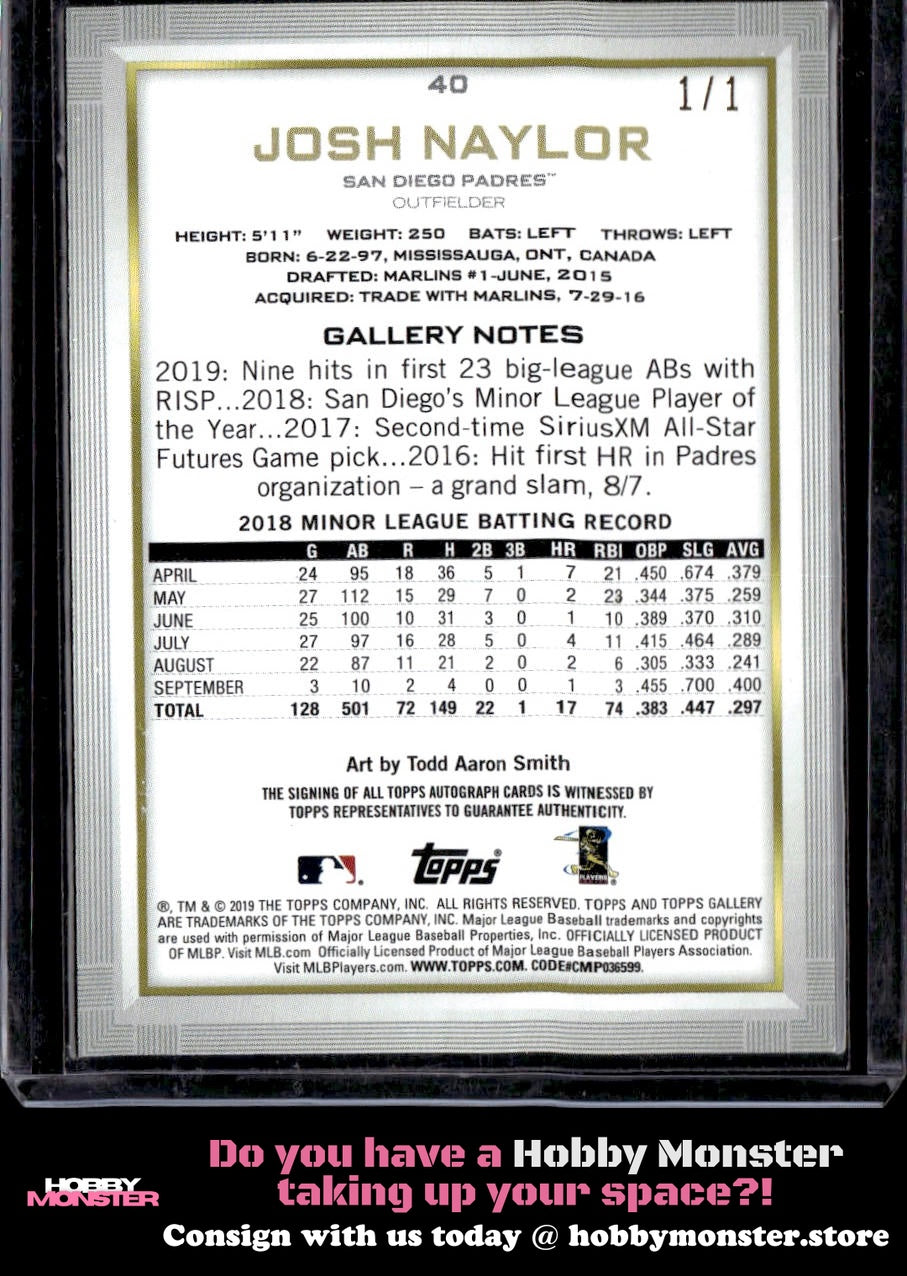 40
1/1
JOSH NAYLOR
SAN DIEGO PADRES™
OUTFIELDER
HEIGHT: 5'11" WEIGHT: 250 BATS: LEFT THROWS: LEFT
BORN: 6-22-97, MISSISSAUGA, ONT, CANADA
DRAFTED: MARLINS #1-JUNE, 2015
ACQUIRED: TRADE WITH MARLINS, 7-29-16
GALLERY NOTES
2019: Nine hits in first 23 big-league ABs with
RISP...2018: San Diego's Minor League Player of
the Year...2017: Second-time SiriusXM All-Star
Futures Game pick...2016: Hit first HR in Padres
organization – a grand slam, 8/7.
2018 MINOR LEAGUE BATTING RECORD
G AB R H 2B 3B HR RBI OBP SLG AVG
APRIL 24 95 18 36 5 1 7 21 .450 .674 .379
MAY 27 112 15 29 7 0 2 23 .344 .375 .259
JUNE 25 100 10 31 3 0 1 10 .389 .370 .310
JULY 27 97 16 28 5 0 4 11 .415 .464 .289
AUGUST 22 87 11 21 2 0 2 6 .305 .333 .241
SEPTEMBER 3 10 2 4 0 0 1 3 .455 .700 .400
TOTAL 128 501 72 149 22 1 17 74 .383 .447 .297
Art by Todd Aaron Smith
THE SIGNING OF ALL TOPPS AUTOGRAPH CARDS IS WITNESSED BY
TOPPS REPRESENTATIVES TO GUARANTEE AUTHENTICITY.
Topps®
PLAYERS
®, TM & © 2019 THE TOPPS COMPANY, INC. ALL RIGHTS RESERVED. TOPPS AND TOPPS GALLERY
ARE TRADEMARKS OF THE TOPPS COMPANY, INC. Major League Baseball trademarks and copyrights
are used with permission of Major League Baseball Properties, Inc. OFFICIALLY LICENSED PRODUCT
OF MLBP. Visit MLB.com Officially Licensed Product of Major League Baseball Players Association.
Visit MLBPlayers.com. WWW.TOPPS.COM. CODE#CMP036599.
Do you have a Hobby Monster
taking up your space?!
HOBBY
MONSTER
Consign with us today @ hobbymonster.store